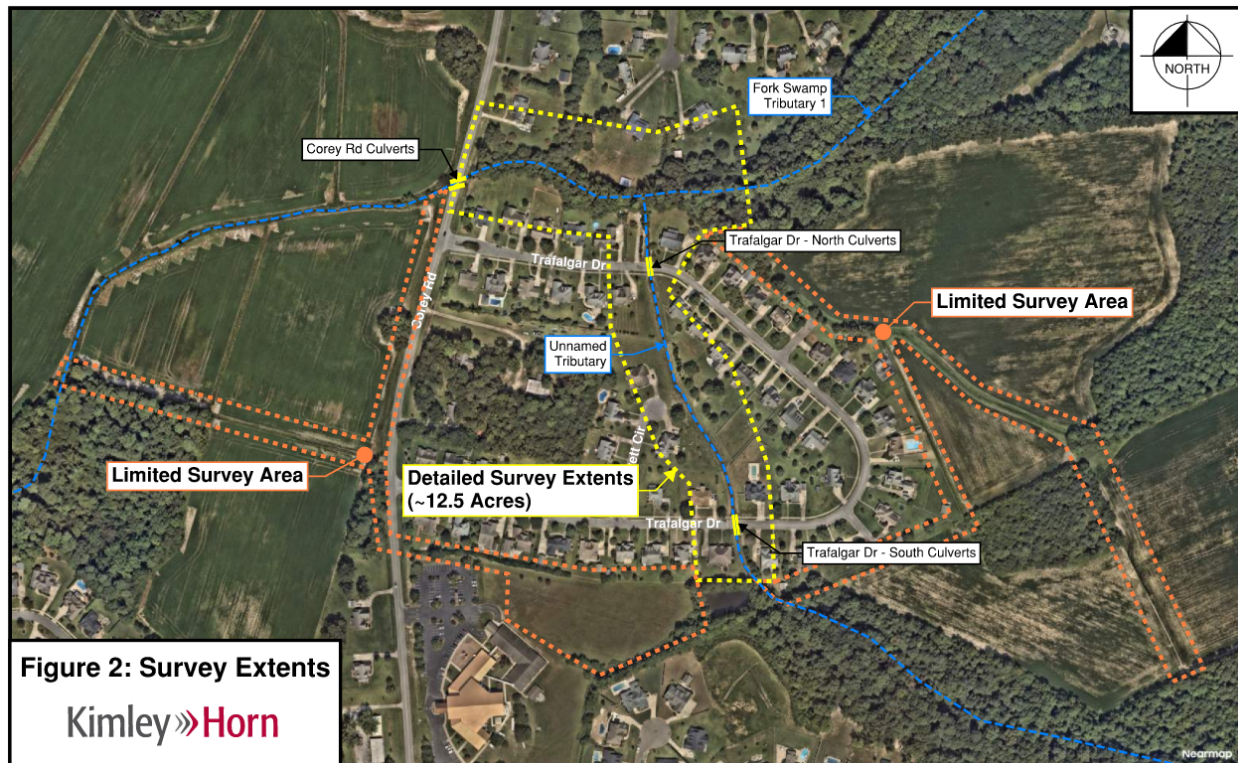 NORTH
Fork Swamp
Tributary 1
Corey Rd Culverts
Trafalgar Dr - North Culverts
Trafalgar Dr
Corey Rd
Limited Survey Area
Unnamed
Tributary
Limited Survey Area
Detailed Survey Extents
(~12.5 Acres)
ett Cir
Trafalgar Dr
Trafalgar Dr - South Culverts
Figure 2: Survey Extents
Kimley»Horn
Nearmap